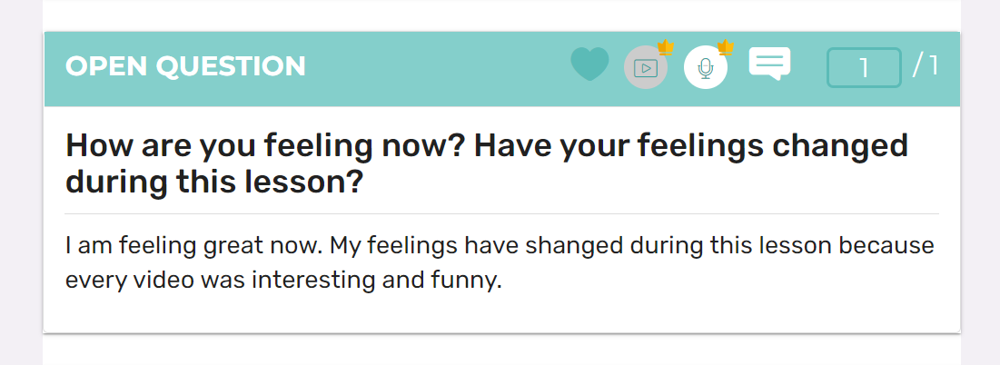 OPEN QUESTION
1 / 1
How are you feeling now? Have your feelings changed
during this lesson?
I am feeling great now. My feelings have shanged during this lesson because
every video was interesting and funny.